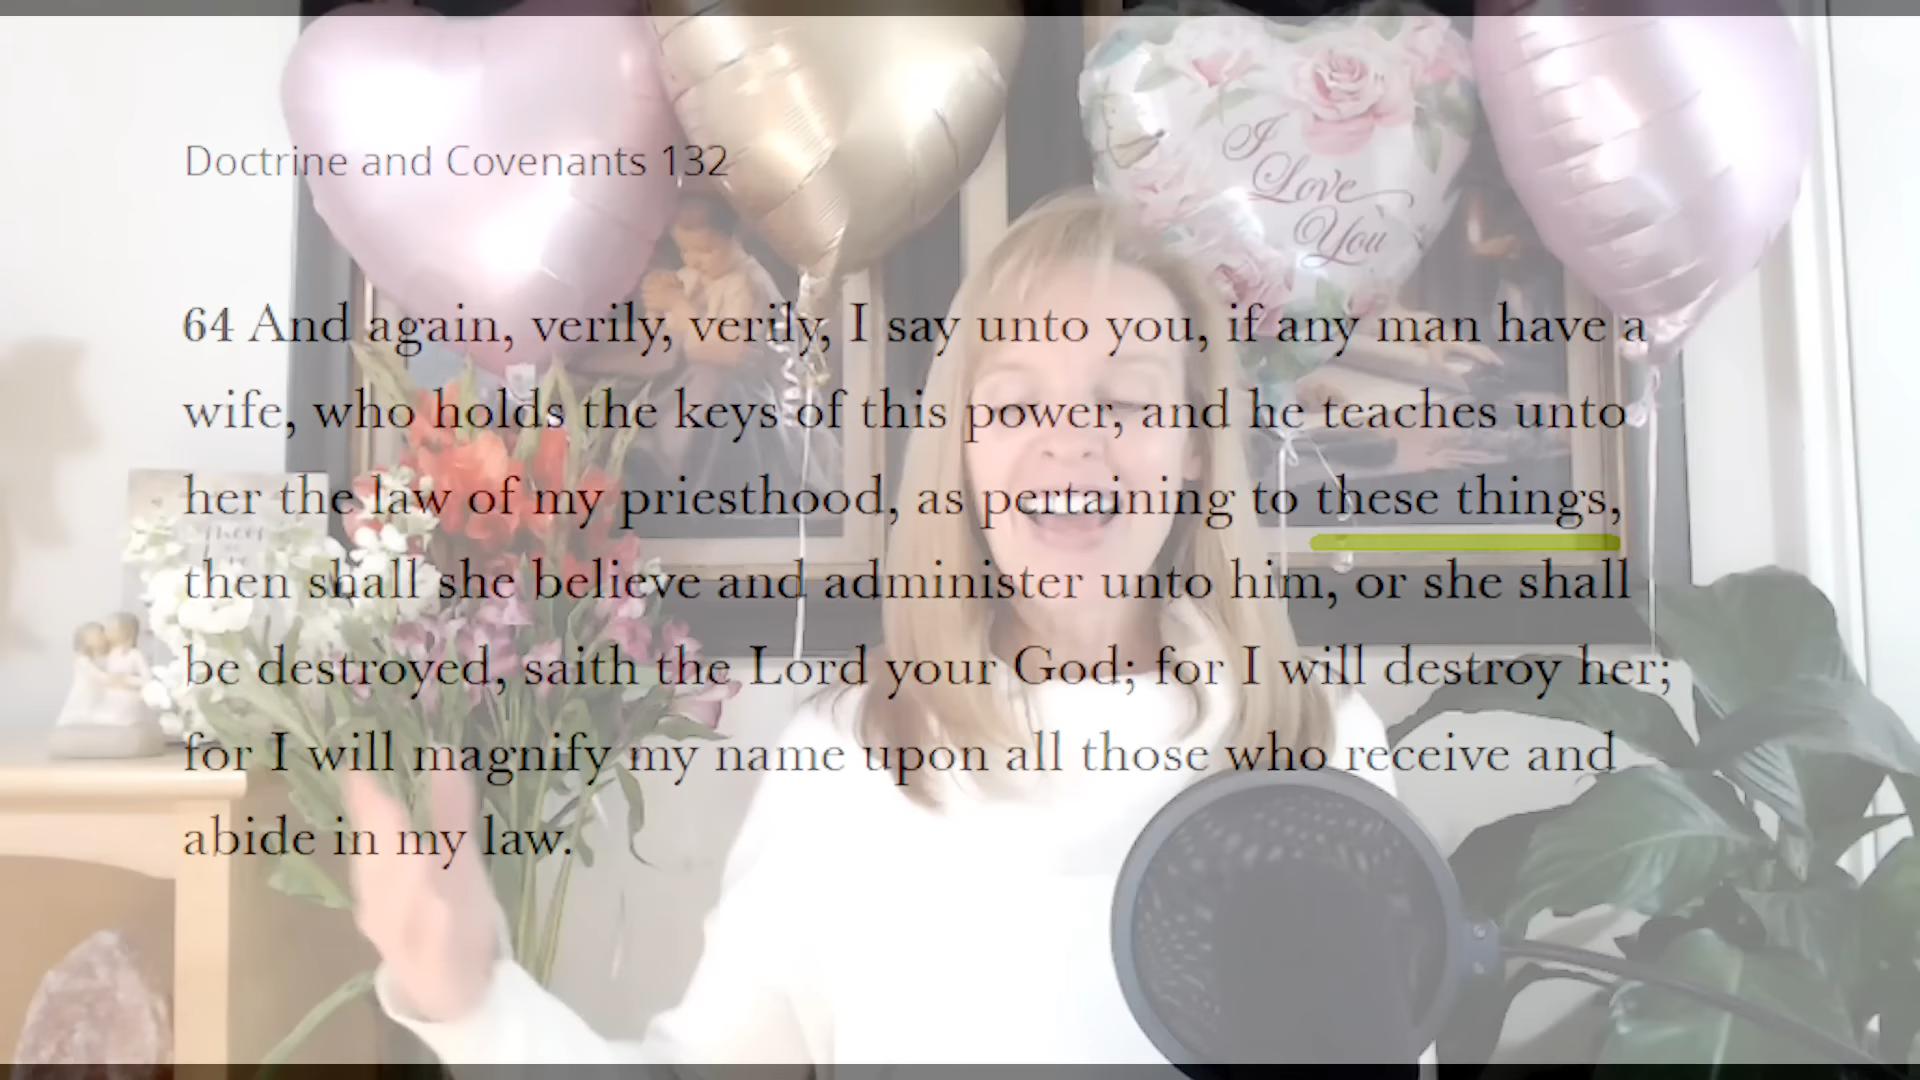 Doctrine and Covenants 132
I
Love
You
64 And again, verily, verily, I say unto you, if any man have a
wife, who holds the keys of this power, and he teaches unto
her the law of my priesthood, as pertaining to these things,
then shall she believe and administer unto him, or she shall
be destroyed, saith the Lord your God; for I will destroy her;
for I will magnify my name upon all those who receive and
abide in my law.